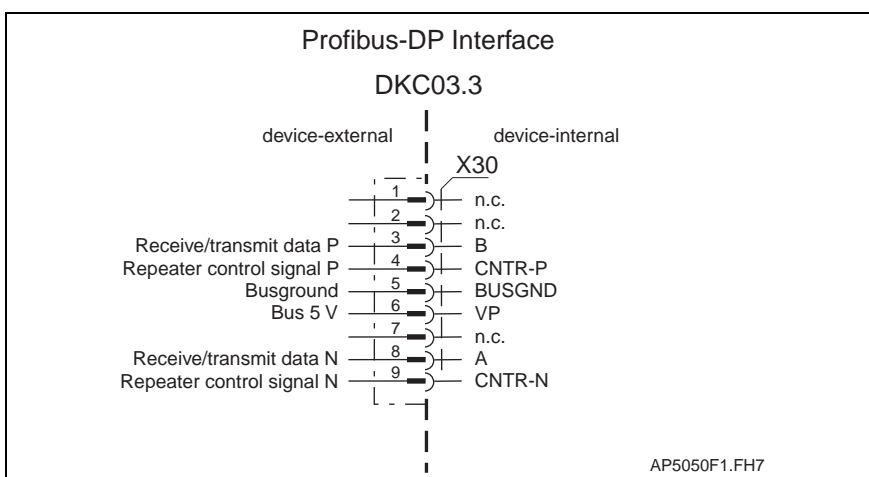 Profibus-DP Interface
DKC03.3
device-external device-internal
X30
1 n.c.
2 n.c.
Receive/transmit data P 3 B
Repeater control signal P 4 CNTR-P
Busground 5 BUSGND
Bus 5 V 6 VP
7 n.c.
Receive/transmit data N 8 A
Repeater control signal N 9 CNTR-N
AP5050F1.FH7